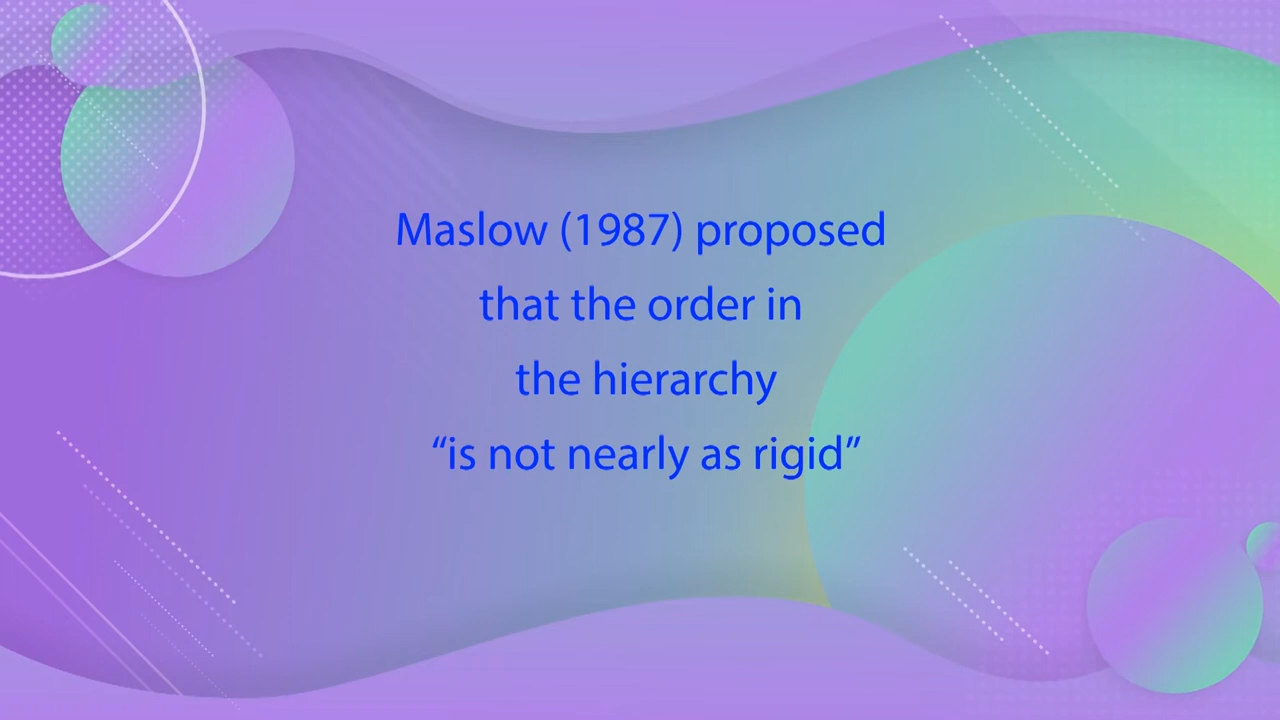 Maslow (1987) proposed
that the order in
the hierarchy
“is not nearly as rigid”